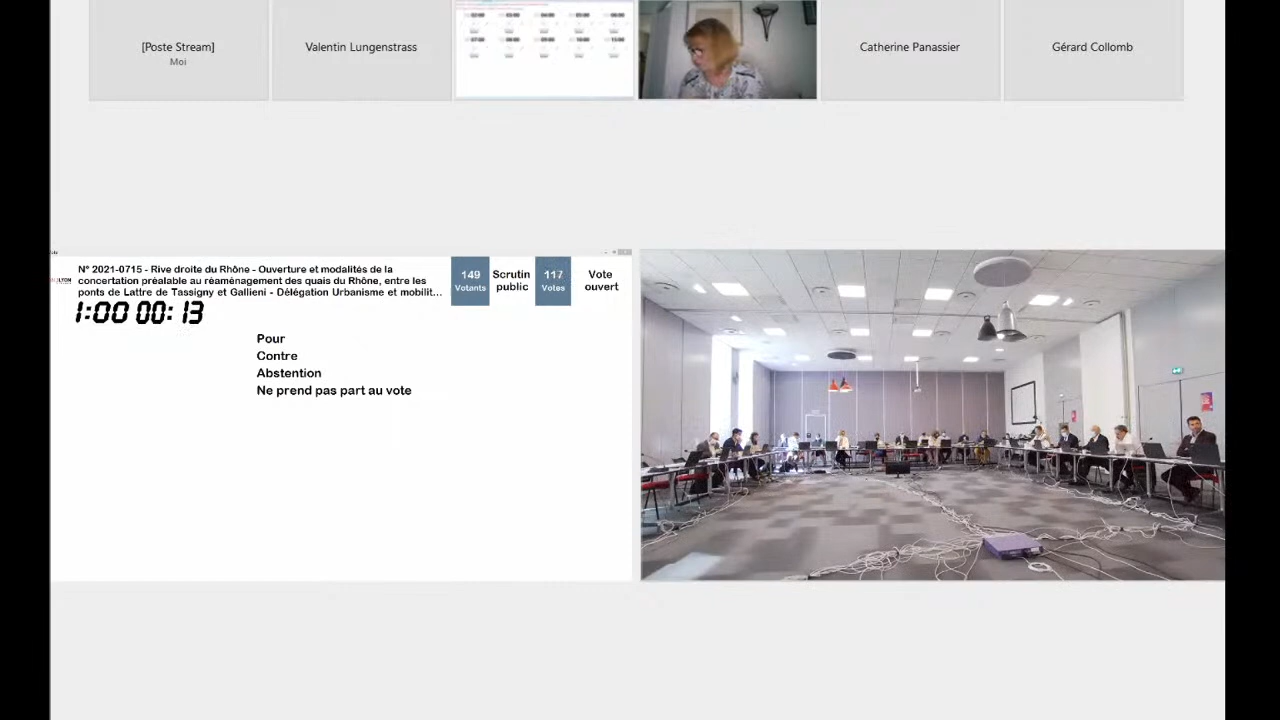 [Poste Stream]
Moi
Valentin Lungenstrass
Catherine Panassier
Gérard Collomb
N° 2021-0715 - Rive droite du Rhône - Ouverture et modalités de la
concertation préalable au réaménagement des quais du Rhône, entre les
ponts de Lattre de Tassigny et Gallieni - Délégation Urbanisme et mobilit...
149
Votants
Scrutin
public
117
Votes
Vote
ouvert
1:00 00:13
Pour
Contre
Abstention
Ne prend pas part au vote